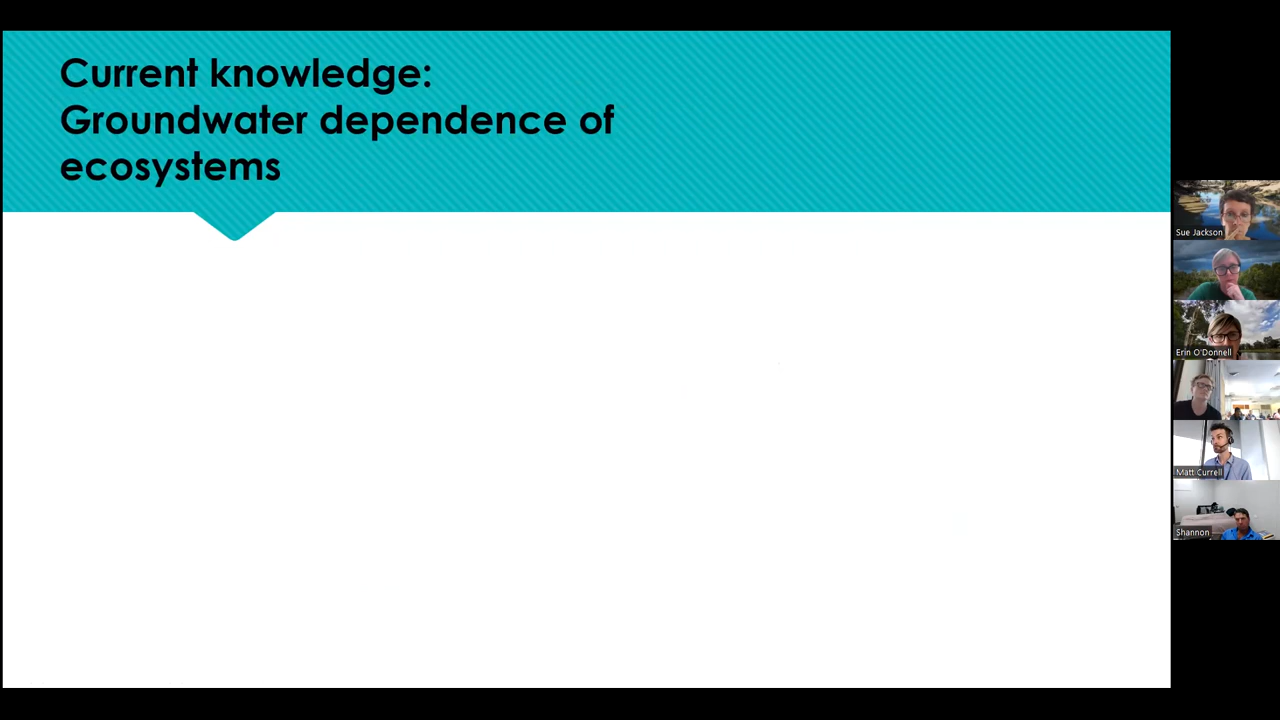 Current knowledge:
Groundwater dependence of
ecosystems
Sue Jackson
Erin O'Donnell
Matt Currell
Shannon